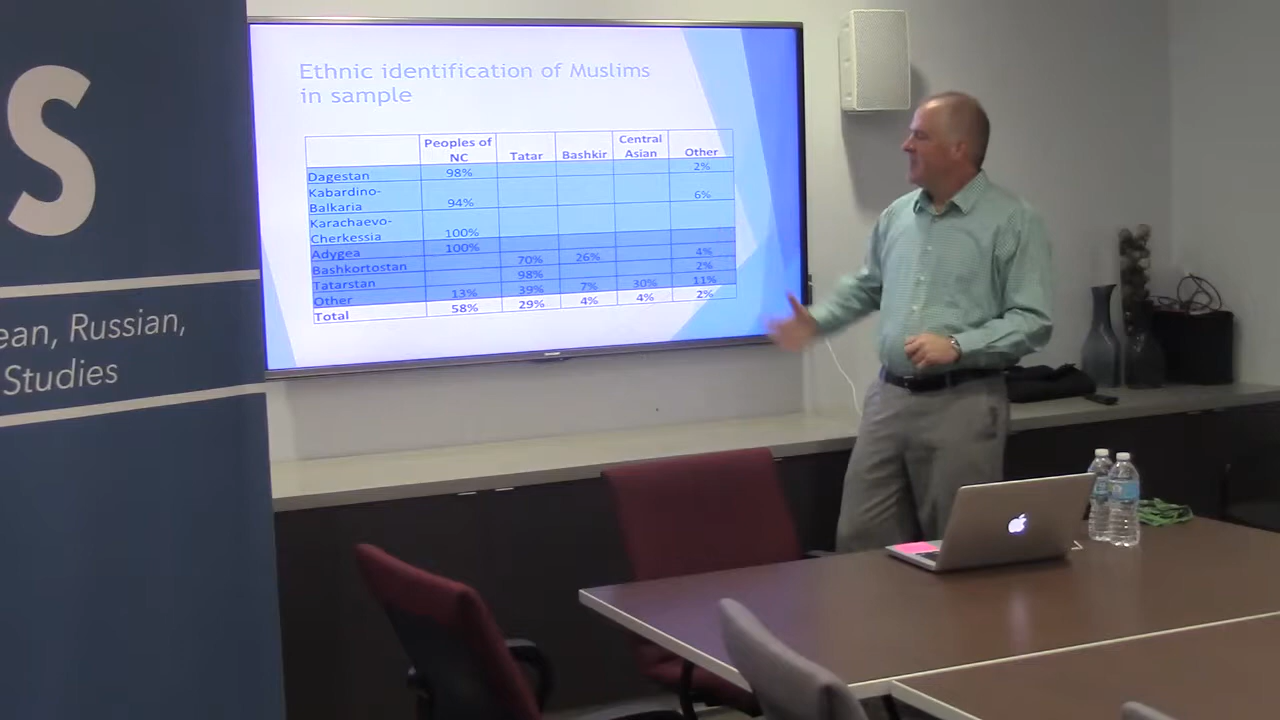 S
ean, Russian,
Studies
Ethnic identification of Muslims
in sample
Peoples of NC Tatar Bashkir Central Asian Other
Dagestan 98% 2%
Kabardino-Balkaria 94% 6%
Karachaevo-Cherkessia 100%
Adygea 100%
Bashkortostan 70% 26% 4%
Tatarstan 98% 2%
Other 13% 39% 7% 30% 11%
Total 58% 29% 4% 4% 2%